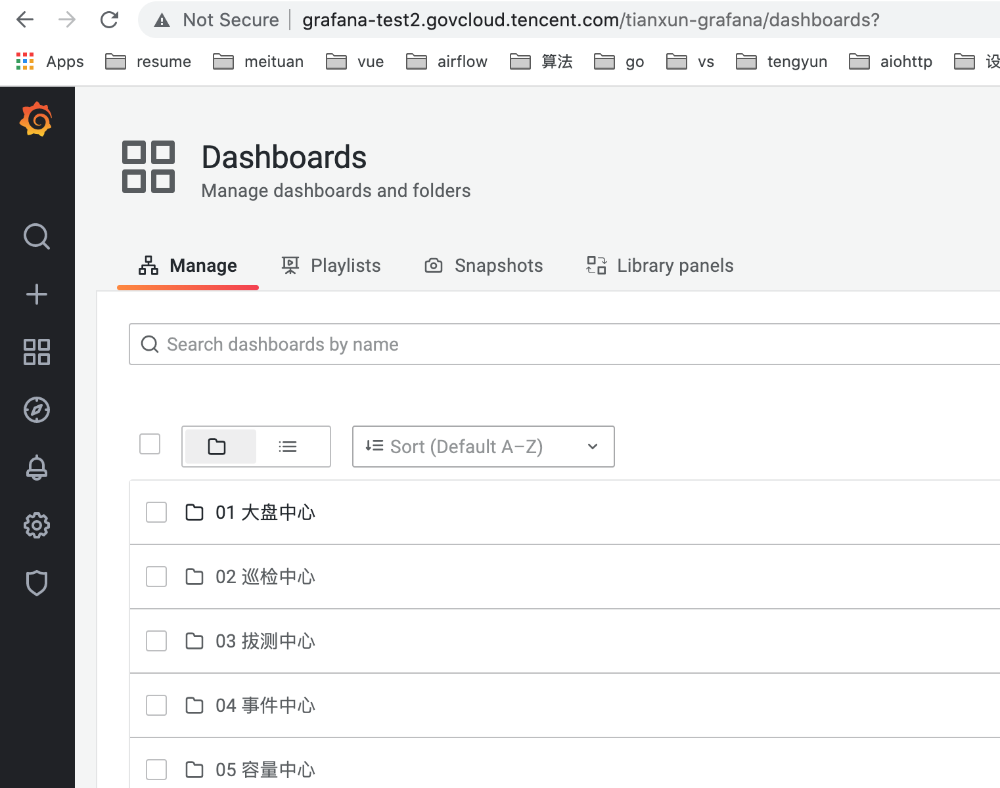 Not Secure grafana-test2.govcloud.tencent.com/tianxun-grafana/dashboards?
Apps resume meituan vue airflow 算法 go vs tengyun aiohttp 设
Dashboards
Manage dashboards and folders
Manage Playlists Snapshots Library panels
Search dashboards by name
Sort (Default A–Z)
01 大盘中心
02 巡检中心
03 拔测中心
04 事件中心
05 容量中心